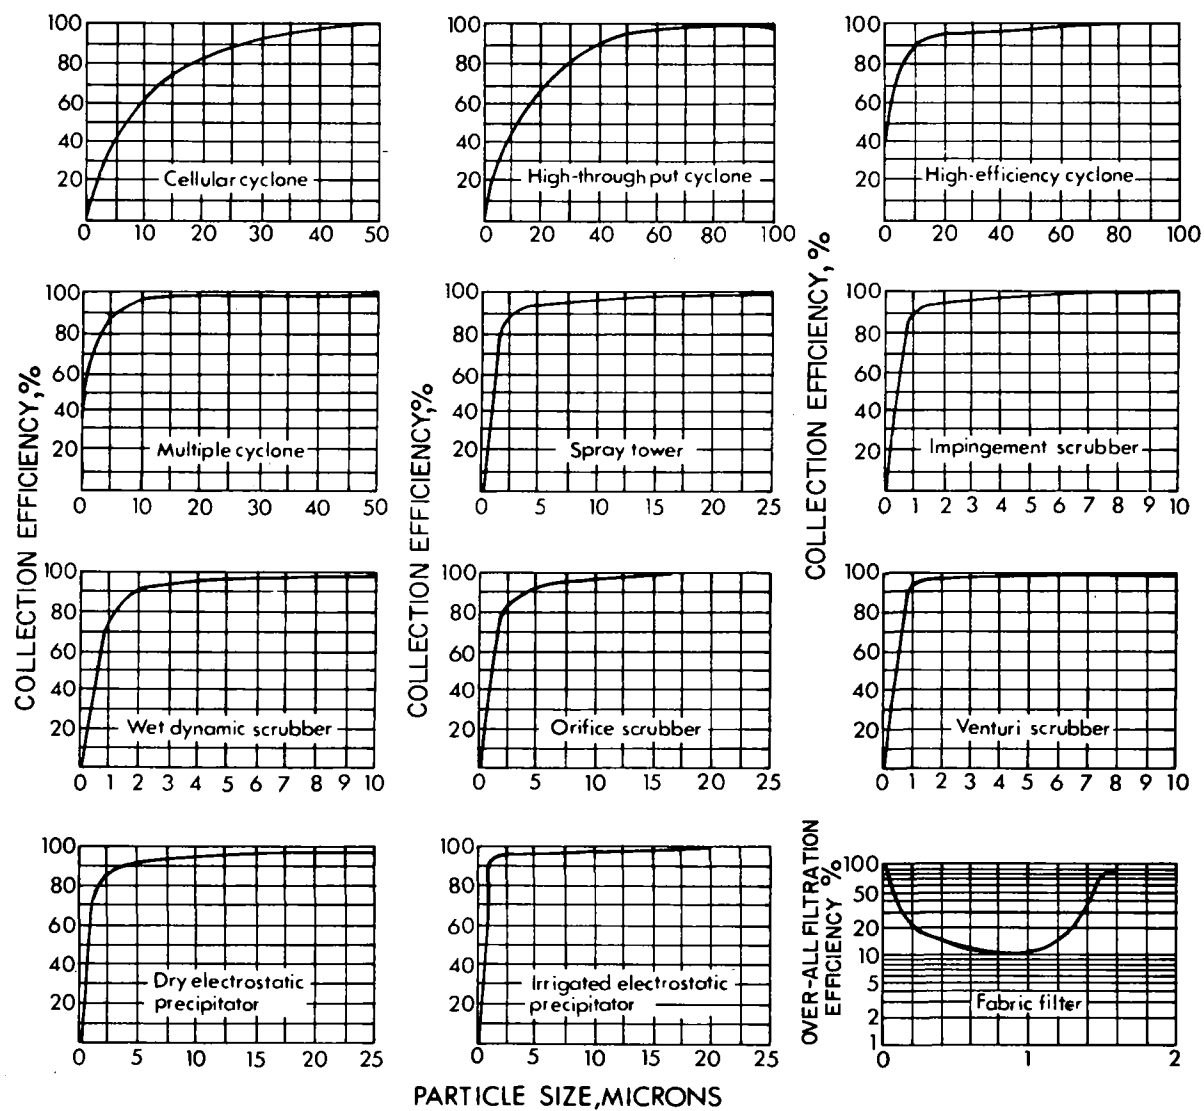 100
80
60
40
20
Cellular cyclone
0 10 20 30 40 50
100
80
60
40
20
High-through put cyclone
0 20 40 60 80 100
100
80
60
40
20
High-efficiency cyclone
0 20 40 60 80 100
COLLECTION EFFICIENCY,%
COLLECTION EFFICIENCY,%
COLLECTION EFFICIENCY, %
100
80
60
40
20
Multiple cyclone
0 10 20 30 40 50
100
80
60
40
20
Spray tower
0 5 10 15 20 25
100
80
60
40
20
Impingement scrubber
0 1 2 3 4 5 6 7 8 9 10
100
80
60
40
20
Wet dynamic scrubber
0 1 2 3 4 5 6 7 8 9 10
100
80
60
40
20
Orifice scrubber
0 5 10 15 20 25
100
80
60
40
20
Venturi scrubber
0 1 2 3 4 5 6 7 8 9 10
100
80
60
40
20
Dry electrostatic
precipitator
0 5 10 15 20 25
100
80
60
40
20
Irrigated electrostatic
precipitator
0 5 10 15 20 25
OVER-ALL FILTRATION
EFFICIENCY %
100
50
20
10
5
2
1
Fabric filter
0 1 2
PARTICLE SIZE, MICRONS